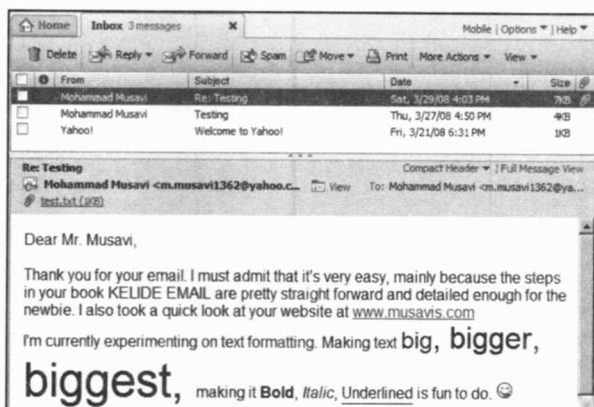 Home Inbox 3 messages × Mobile | Options | Help
Delete Reply Forward Spam Move Print More Actions View
From Subject Date Size
Mohammad Musavi Re: Testing Sat, 3/29/08 4:03 PM 7KB
Mohammad Musavi Testing Thu, 3/27/08 4:50 PM 4KB
Yahoo! Welcome to Yahoo! Fri, 3/21/08 6:31 PM 1KB
Re: Testing Compact Header | Full Message View
Mohammad Musavi <m.musavi1362@yahoo.c... View To: Mohammad Musavi <m.musavi1362@ya...
test.txt (1KB)
Dear Mr. Musavi,
Thank you for your email. I must admit that it's very easy, mainly because the steps
in your book KELIDE EMAIL are pretty straight forward and detailed enough for the
newbie. I also took a quick look at your website at www.musavis.com
I'm currently experimenting on text formatting. Making text big, bigger,
biggest, making it Bold, Italic, Underlined is fun to do.